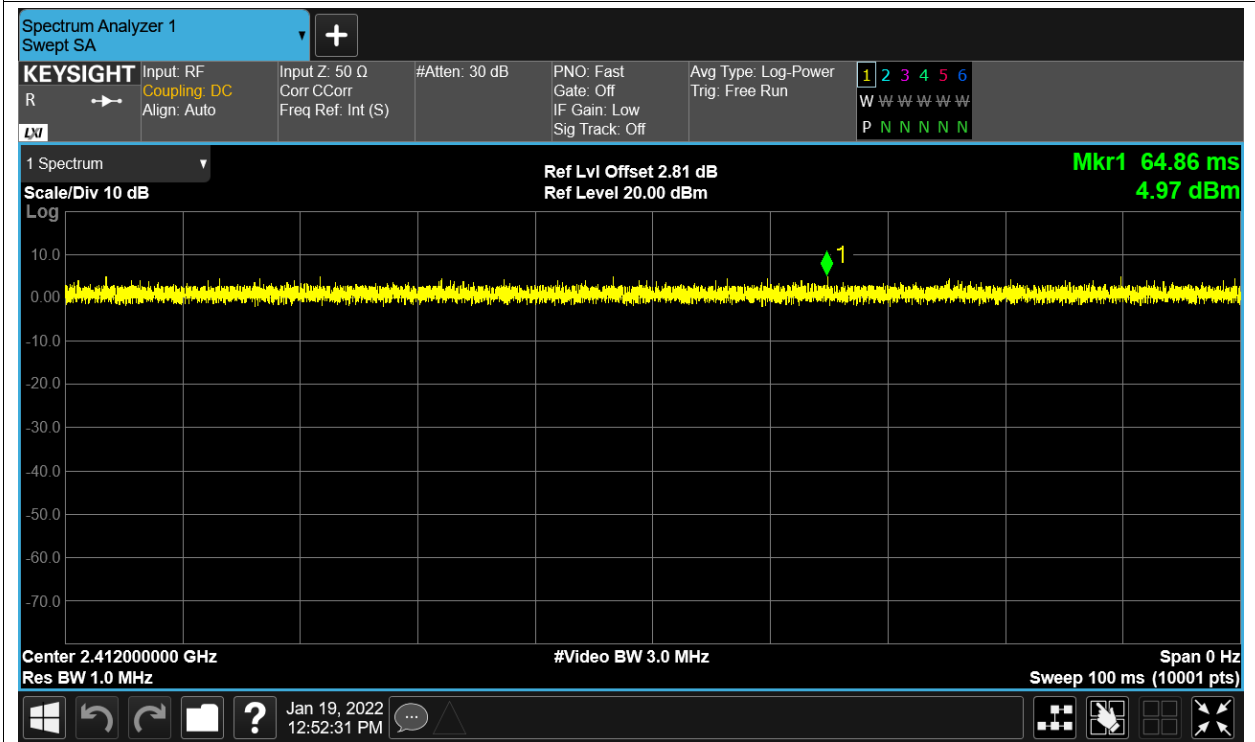 Spectrum Analyzer 1
Swept SA
▼
+
KEYSIGHT
R
LXI
Input: RF
Coupling: DC
Align: Auto
Input Z: 50 Ω
Corr CCorr
Freq Ref: Int (S)
#Atten: 30 dB
PNO: Fast
Gate: Off
IF Gain: Low
Sig Track: Off
Avg Type: Log-Power
Trig: Free Run
1 2 3 4 5 6
W W W W W W
P N N N N N
1 Spectrum ▼
Scale/Div 10 dB
Log
Ref Lvl Offset 2.81 dB
Ref Level 20.00 dBm
Mkr1 64.86 ms
4.97 dBm
1
10.0
0.00
-10.0
-20.0
-30.0
-40.0
-50.0
-60.0
-70.0
Center 2.412000000 GHz
Res BW 1.0 MHz
#Video BW 3.0 MHz
Span 0 Hz
Sweep 100 ms (10001 pts)
?
Jan 19, 2022
12:52:31 PM